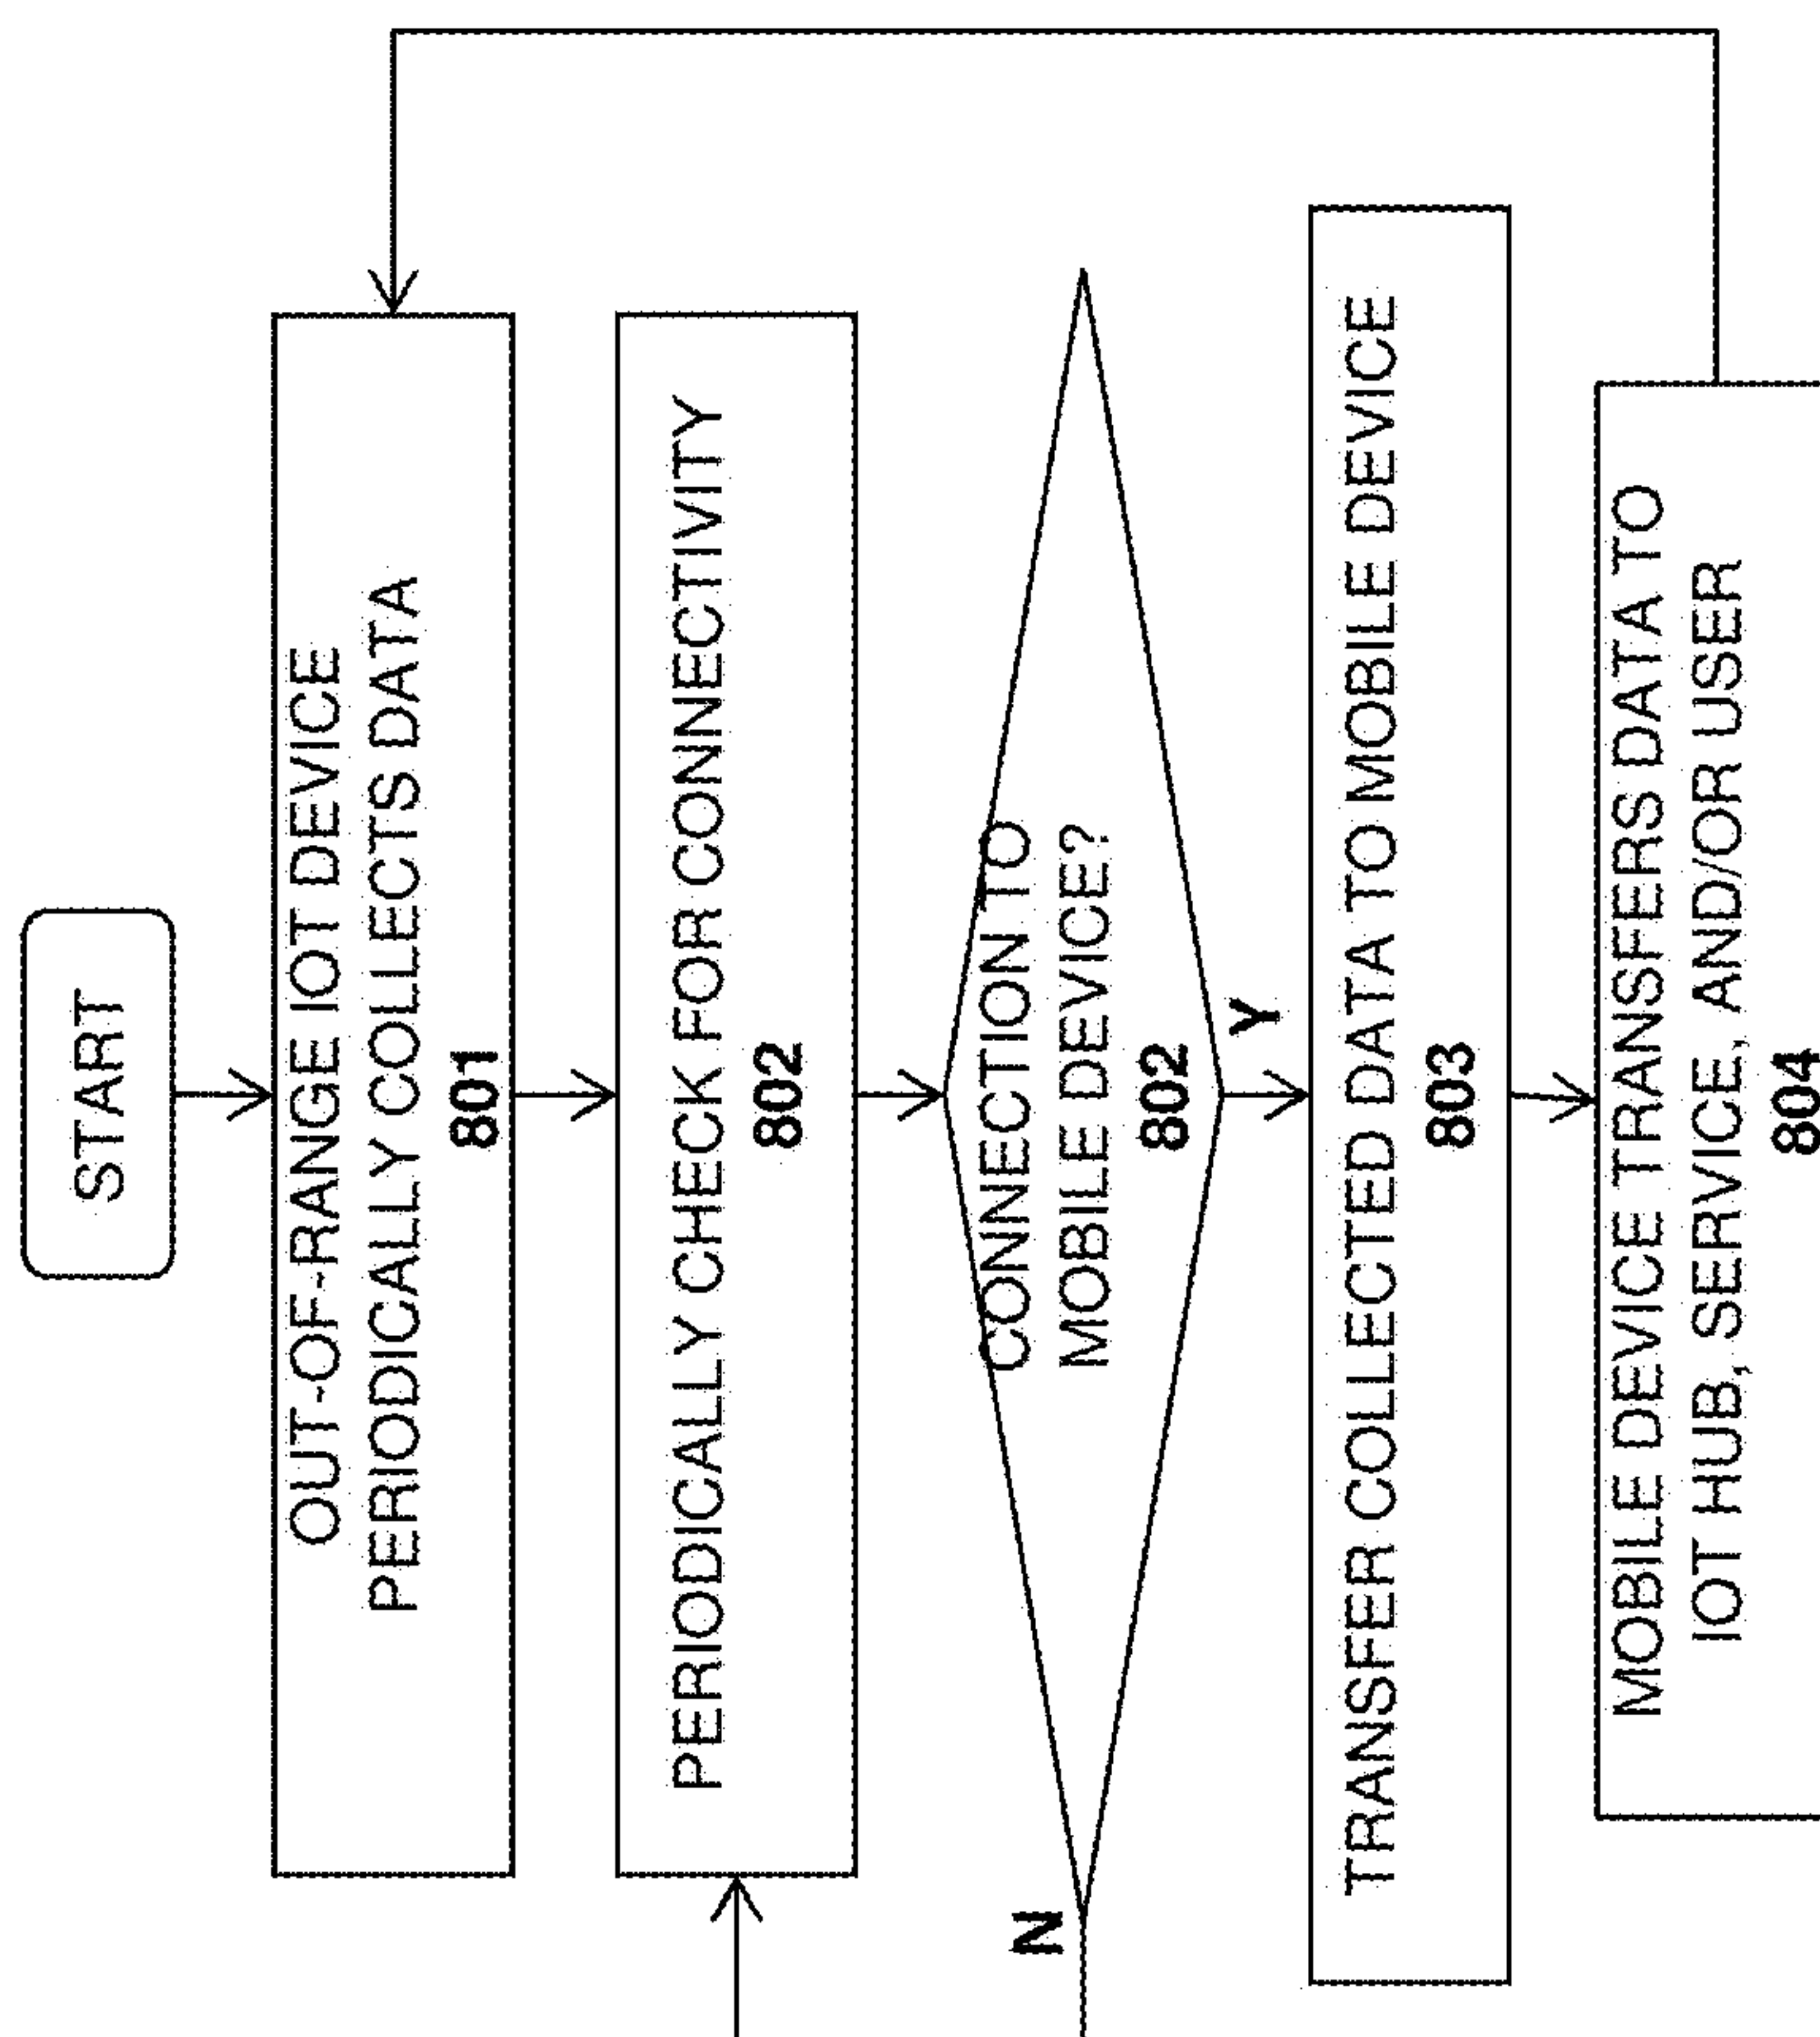 START
OUT-OF-RANGE IOT DEVICE
PERIODICALLY COLLECTS DATA
801
PERIODICALLY CHECK FOR CONNECTIVITY
802
CONNECTION TO
MOBILE DEVICE?
802
N
Y
TRANSFER COLLECTED DATA TO MOBILE DEVICE
803
MOBILE DEVICE TRANSFERS DATA TO
IOT HUB, SERVICE, AND/OR USER
804